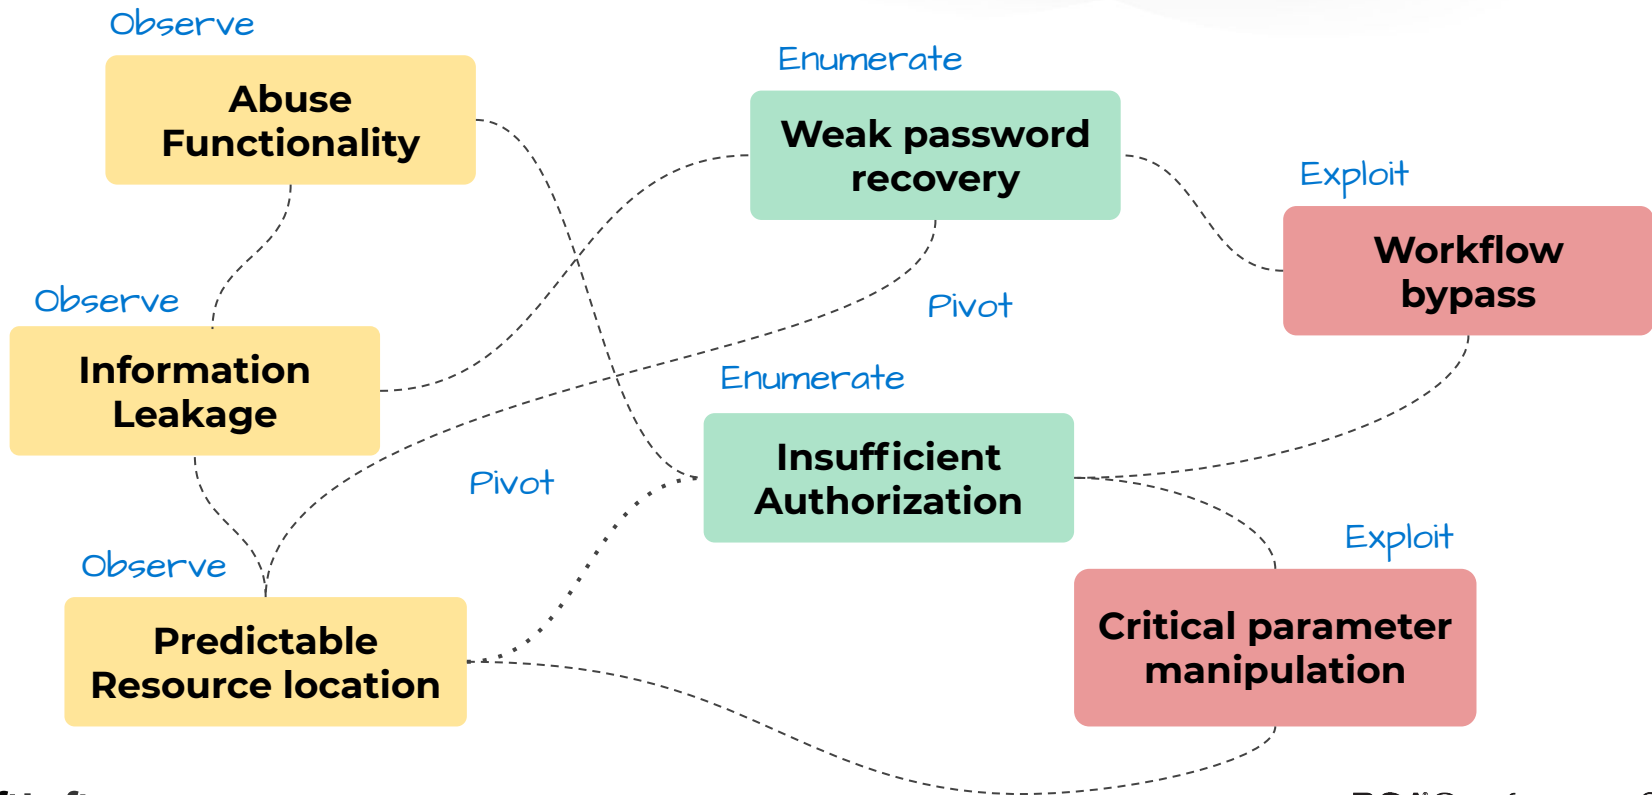 Observe
Abuse
Functionality
Enumerate
Weak password
recovery
Exploit
Workflow
bypass
Observe
Information
Leakage
Pivot
Enumerate
Insufficient
Authorization
Pivot
Exploit
Critical parameter
manipulation
Observe
Predictable
Resource location